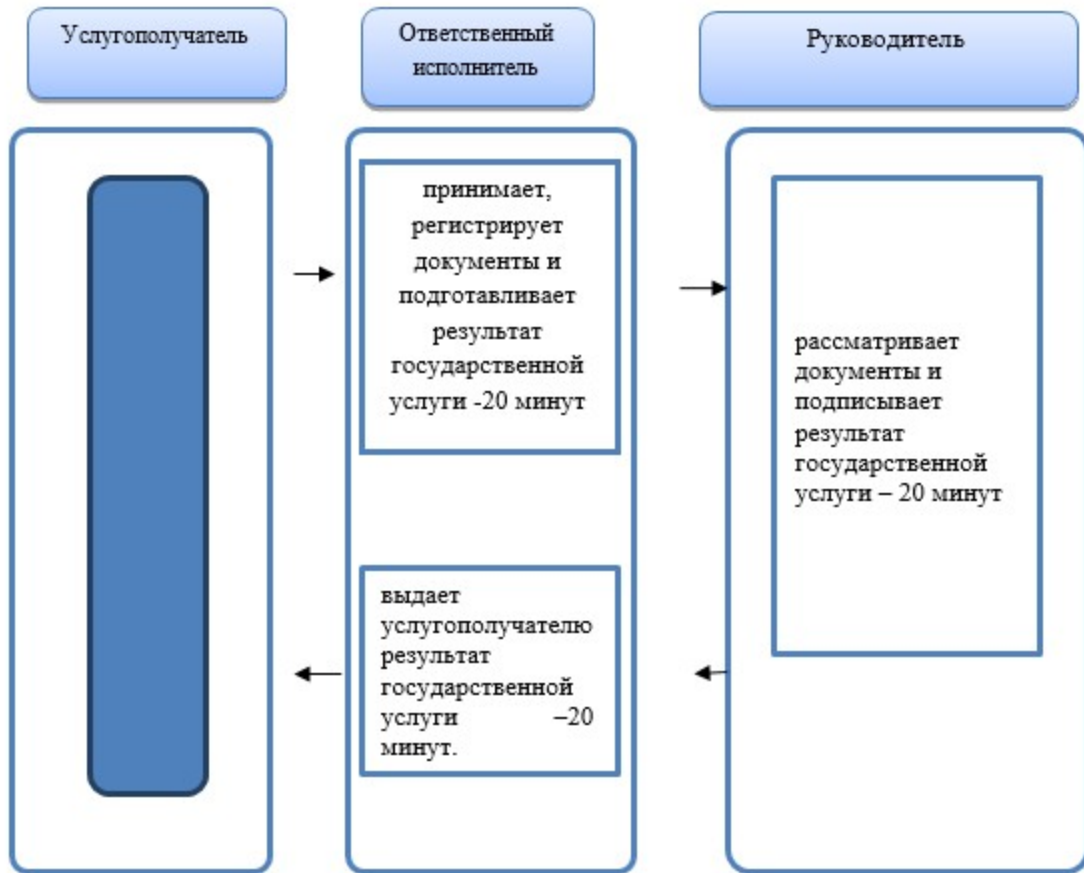 Услугополучатель
Ответственный
исполнитель
Руководитель
принимает,
регистрирует
документы и
подготавливает
результат
государственной
услуги -20 минут
рассматривает
документы и
подписывает
результат
государственной
услуги – 20 минут
выдает
услугополучателю
результат
государственной
услуги –20
минут.